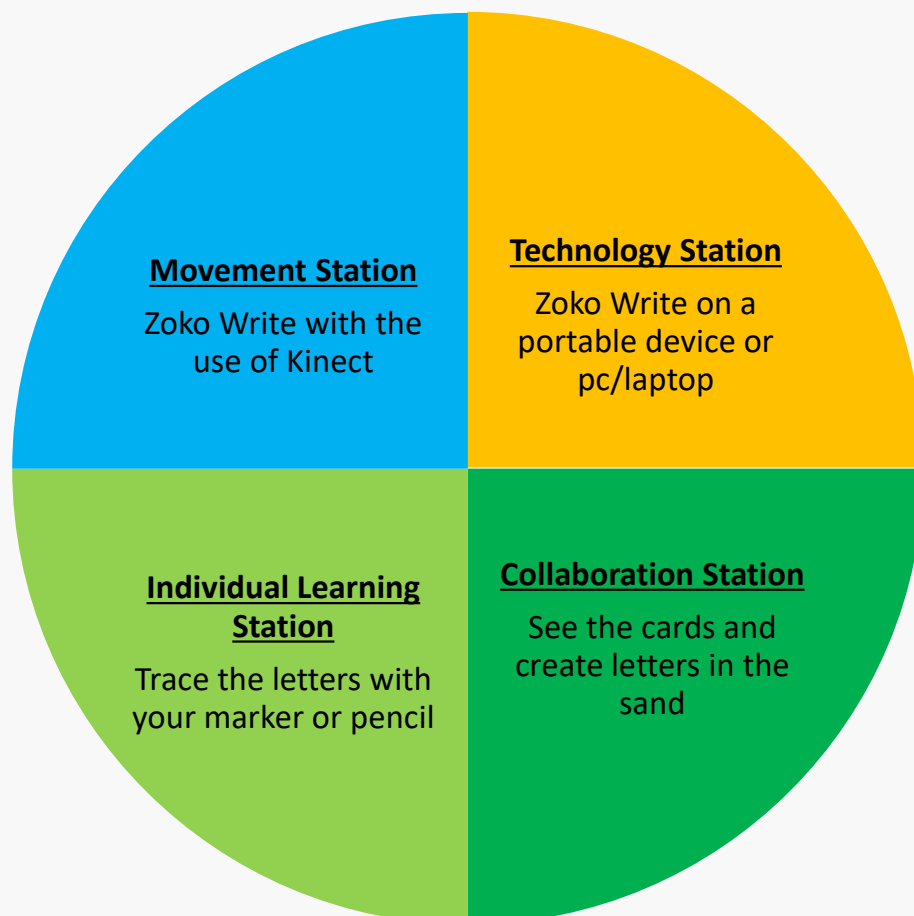 Movement Station
Zoko Write with the
use of Kinect
Technology Station
Zoko Write on a
portable device or
pc/laptop
Individual Learning
Station
Trace the letters with
your marker or pencil
Collaboration Station
See the cards and
create letters in the
sand